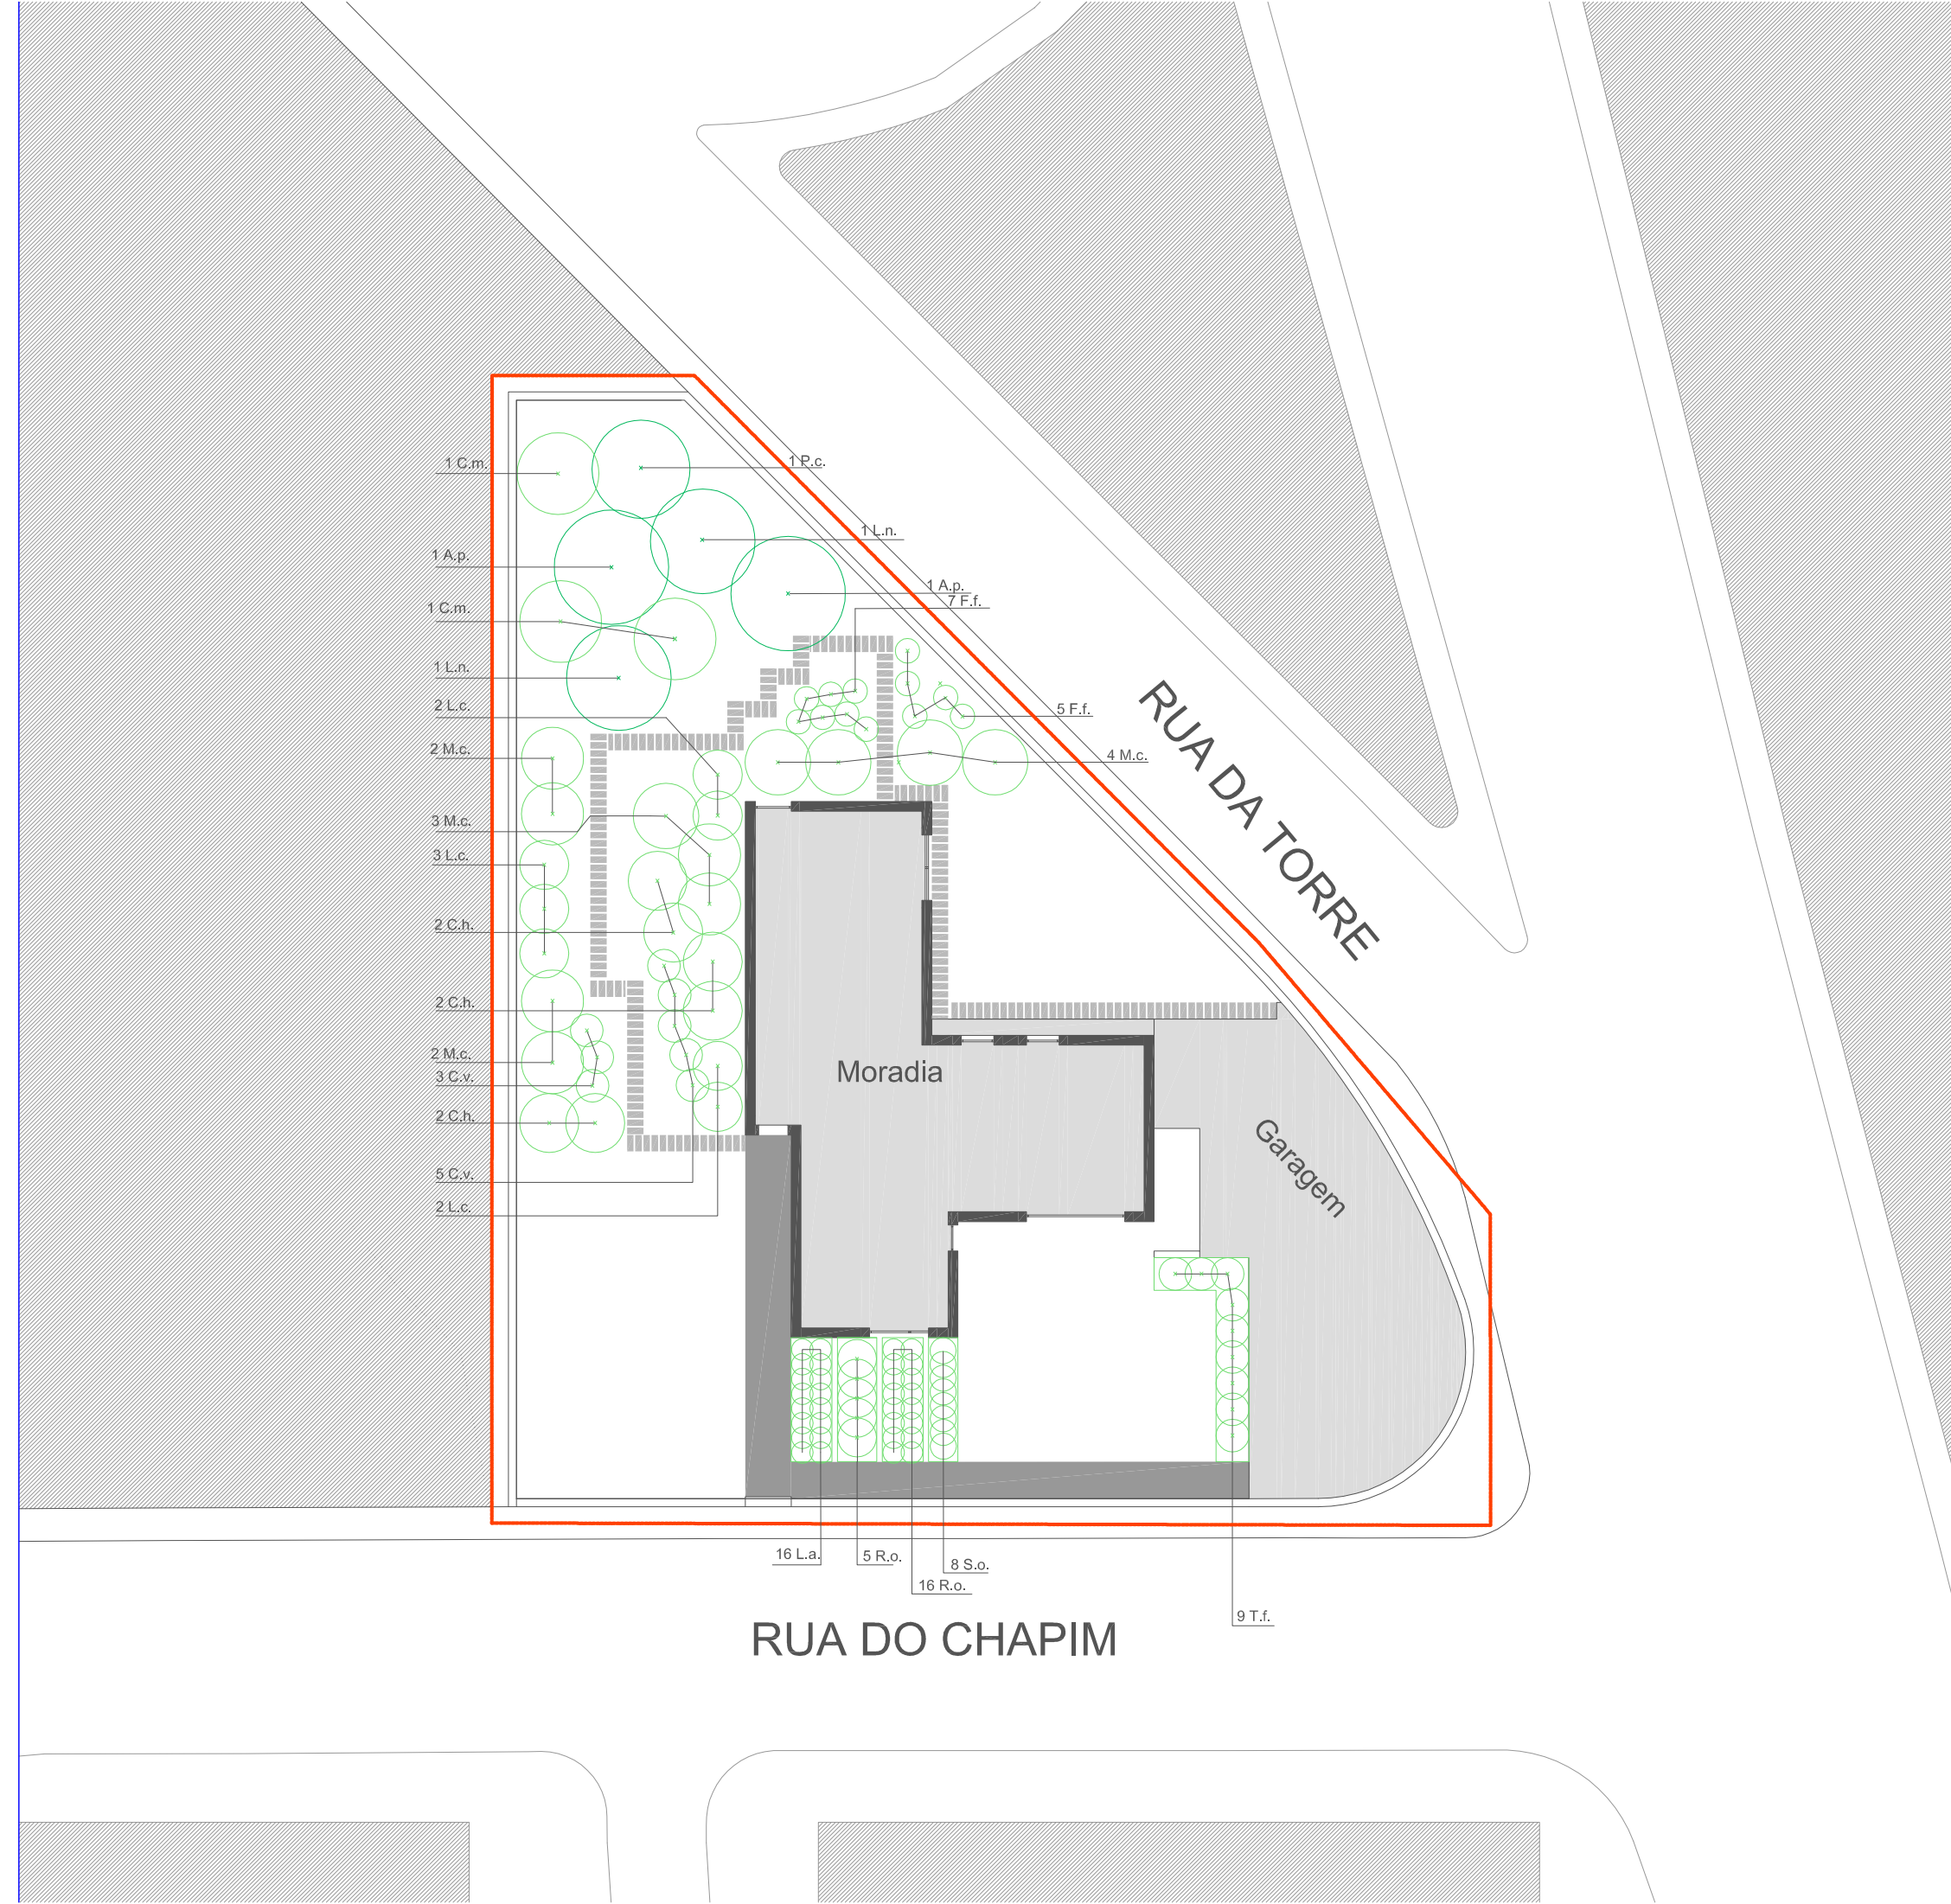 1 C.m.
1 P.c.
1 L.n.
1 A.p.
1 A.p.
7 F.f.
1 C.m.
1 L.n.
2 L.c.
5 F.f.
2 M.c.
4 M.c.
RUA DA TORRE
3 M.c.
3 L.c.
2 C.h.
2 C.h.
2 M.c.
Moradia
3 C.v.
2 C.h.
Garagem
5 C.v.
2 L.c.
16 L.a.
5 R.o.
8 S.o.
16 R.o.
9 T.f.
RUA DO CHAPIM